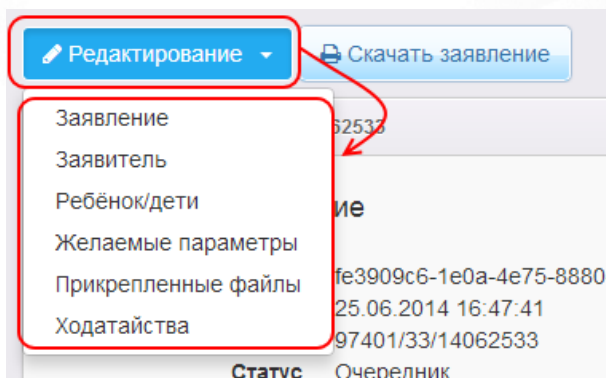 Редактирование Скачать заявление
Заявление
62533
Заявитель
Ребёнок/дети
ие
Желаемые параметры
Прикрепленные файлы
fe3909c6-1e0a-4e75-8880
25.06.2014 16:47:41
Ходатайства
97401/33/14062533
Статус Очередник